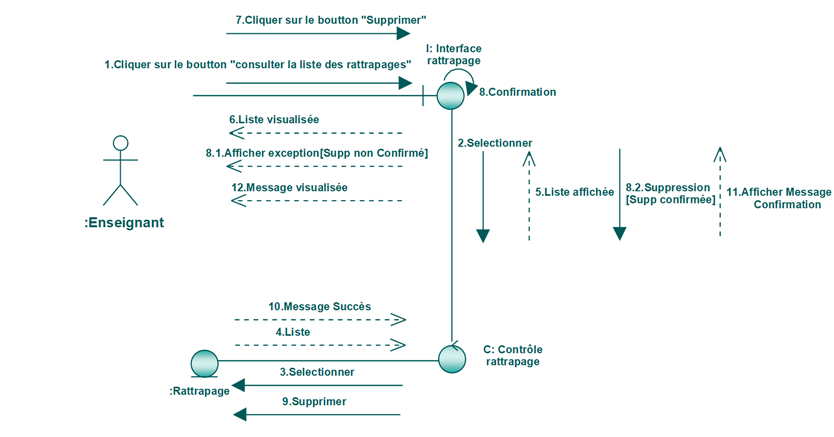 7.Cliquer sur le boutton "Supprimer"
I: Interface
rattrapage
1.Cliquer sur le boutton "consulter la liste des rattrapages"
8.Confirmation
6.Liste visualisée
2.Selectionner
8.1.Afficher exception[Supp non Confirmé]
12.Message visualisée
5.Liste affichée
8.2.Suppression
[Supp confirmée]
11.Afficher Message
Confirmation
:Enseignant
10.Message Succès
4.Liste
C: Contrôle
rattrapage
3.Selectionner
:Rattrapage
9.Supprimer